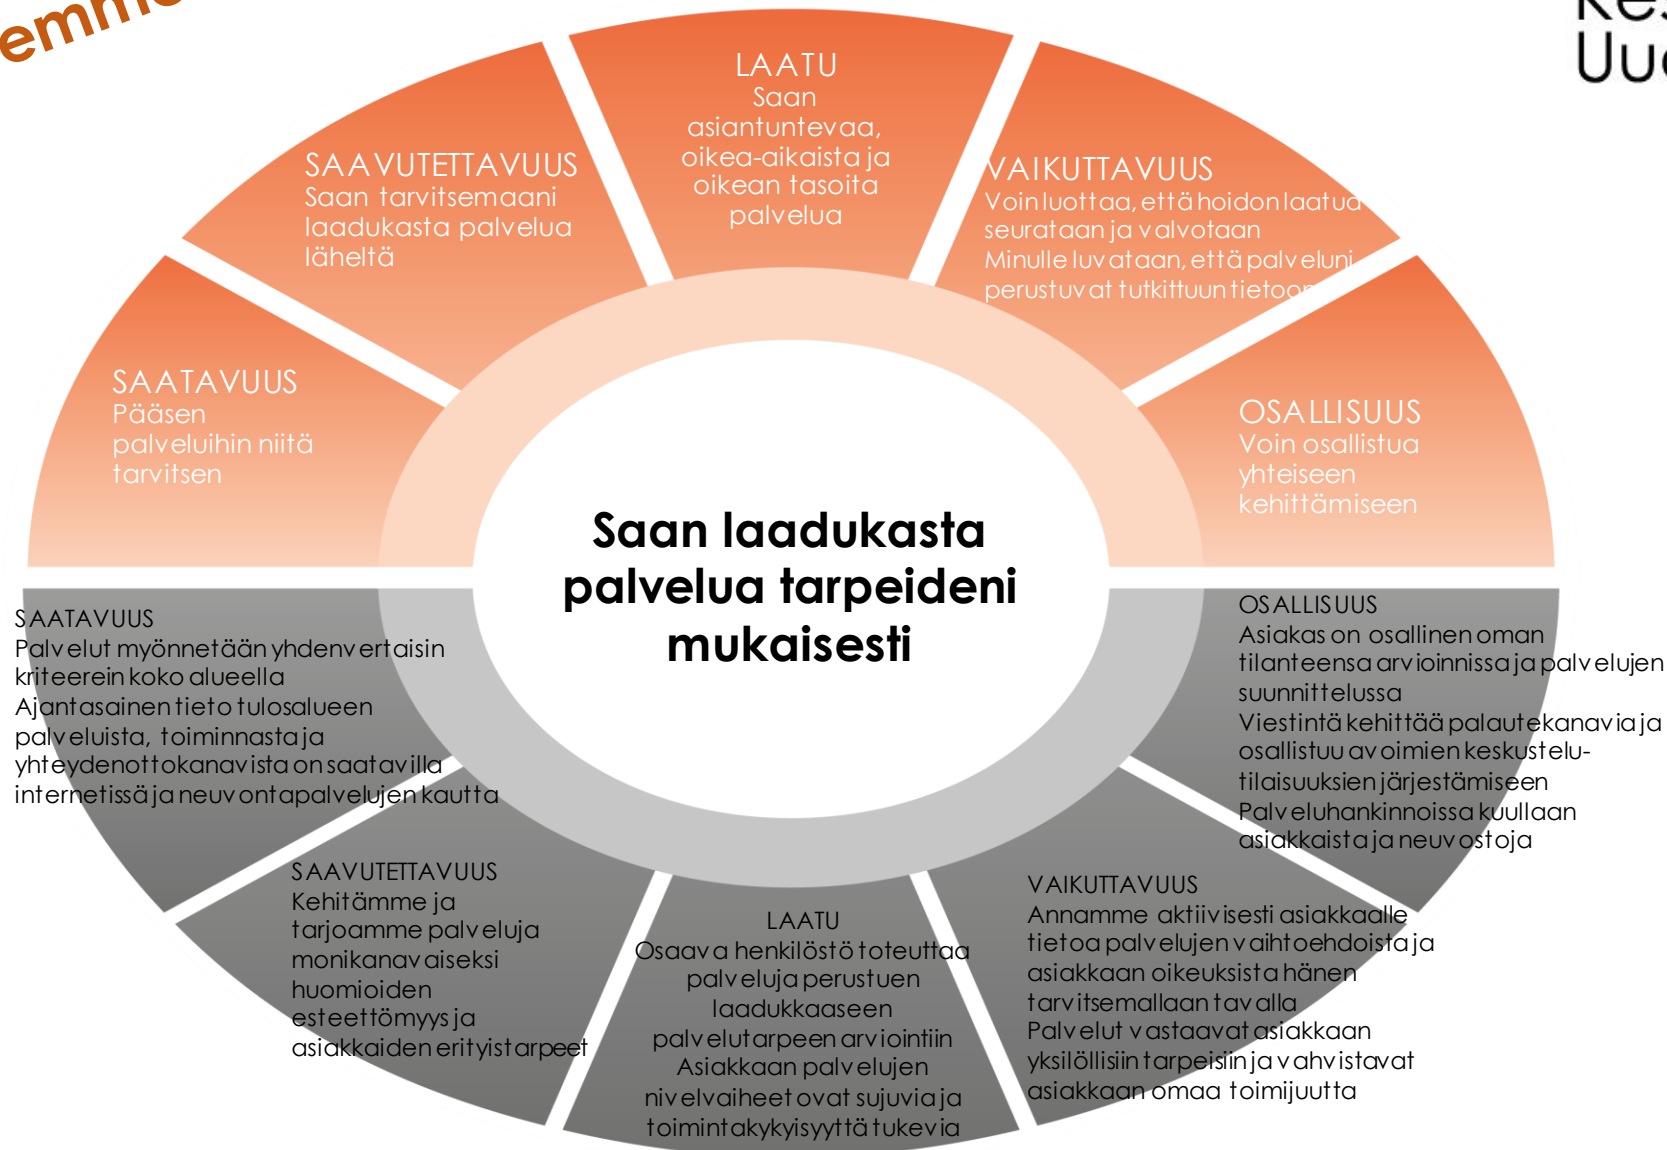 LAATU
Saan
asiantuntevaa,
oikea-aikaista ja
oikean tasoita
palvelua
SAAVUTETTAVUUS
Saan tarvitsemaani
laadukasta palvelua
läheltä
VAIKUTTAVUUS
Voin luottaa, että hoidon laatua
seurataan ja valvotaan
Minulle luvataan, että palveluni
perustuvat tutkittuun tietoon
SAATAVUUS
Pääsen
palveluihin niitä
tarvitsen
OSALLISUUS
Voin osallistua
yhteiseen
kehittämiseen
Saan laadukasta
palvelua tarpeideni
mukaisesti
SAATAVUUS
Palvelut myönnetään yhdenvertaisin
kriteerein koko alueella
Ajantasainen tieto tulosalueen
palveluista, toiminnasta ja
yhteydenottokanavista on saatavilla
internetissä ja neuvontapalvelujen kautta
OSALLISUUS
Asiakas on osallinen oman
tilanteensa arvioinnissa ja palvelujen
suunnittelussa
Viestintä kehittää palautekanavia ja
osallistuu avoimien keskustelu-
tilaisuuksien järjestämiseen
Palveluhankinnoissa kuullaan
asiakkaista ja neuvostoja
SAAVUTETTAVUUS
Kehitämme ja
tarjoamme palveluja
monikanavaiseksi
huomioiden
esteettömyys ja
asiakkaiden erityistarpeet
LAATU
Osaava henkilöstö toteuttaa
palveluja perustuen
laadukkaaseen
palvelutarpeen arviointiin
Asiakkaan palvelujen
nivelvaiheet ovat sujuvia ja
toimintakykyisyyttä tukevia
VAIKUTTAVUUS
Annamme aktiivisesti asiakkaalle
tietoa palvelujen vaihtoehdoista ja
asiakkaan oikeuksista hänen
tarvitsemallaan tavalla
Palvelut vastaavat asiakkaan
yksilöllisiin tarpeisiin ja vahvistavat
asiakkaan omaa toimijuutta